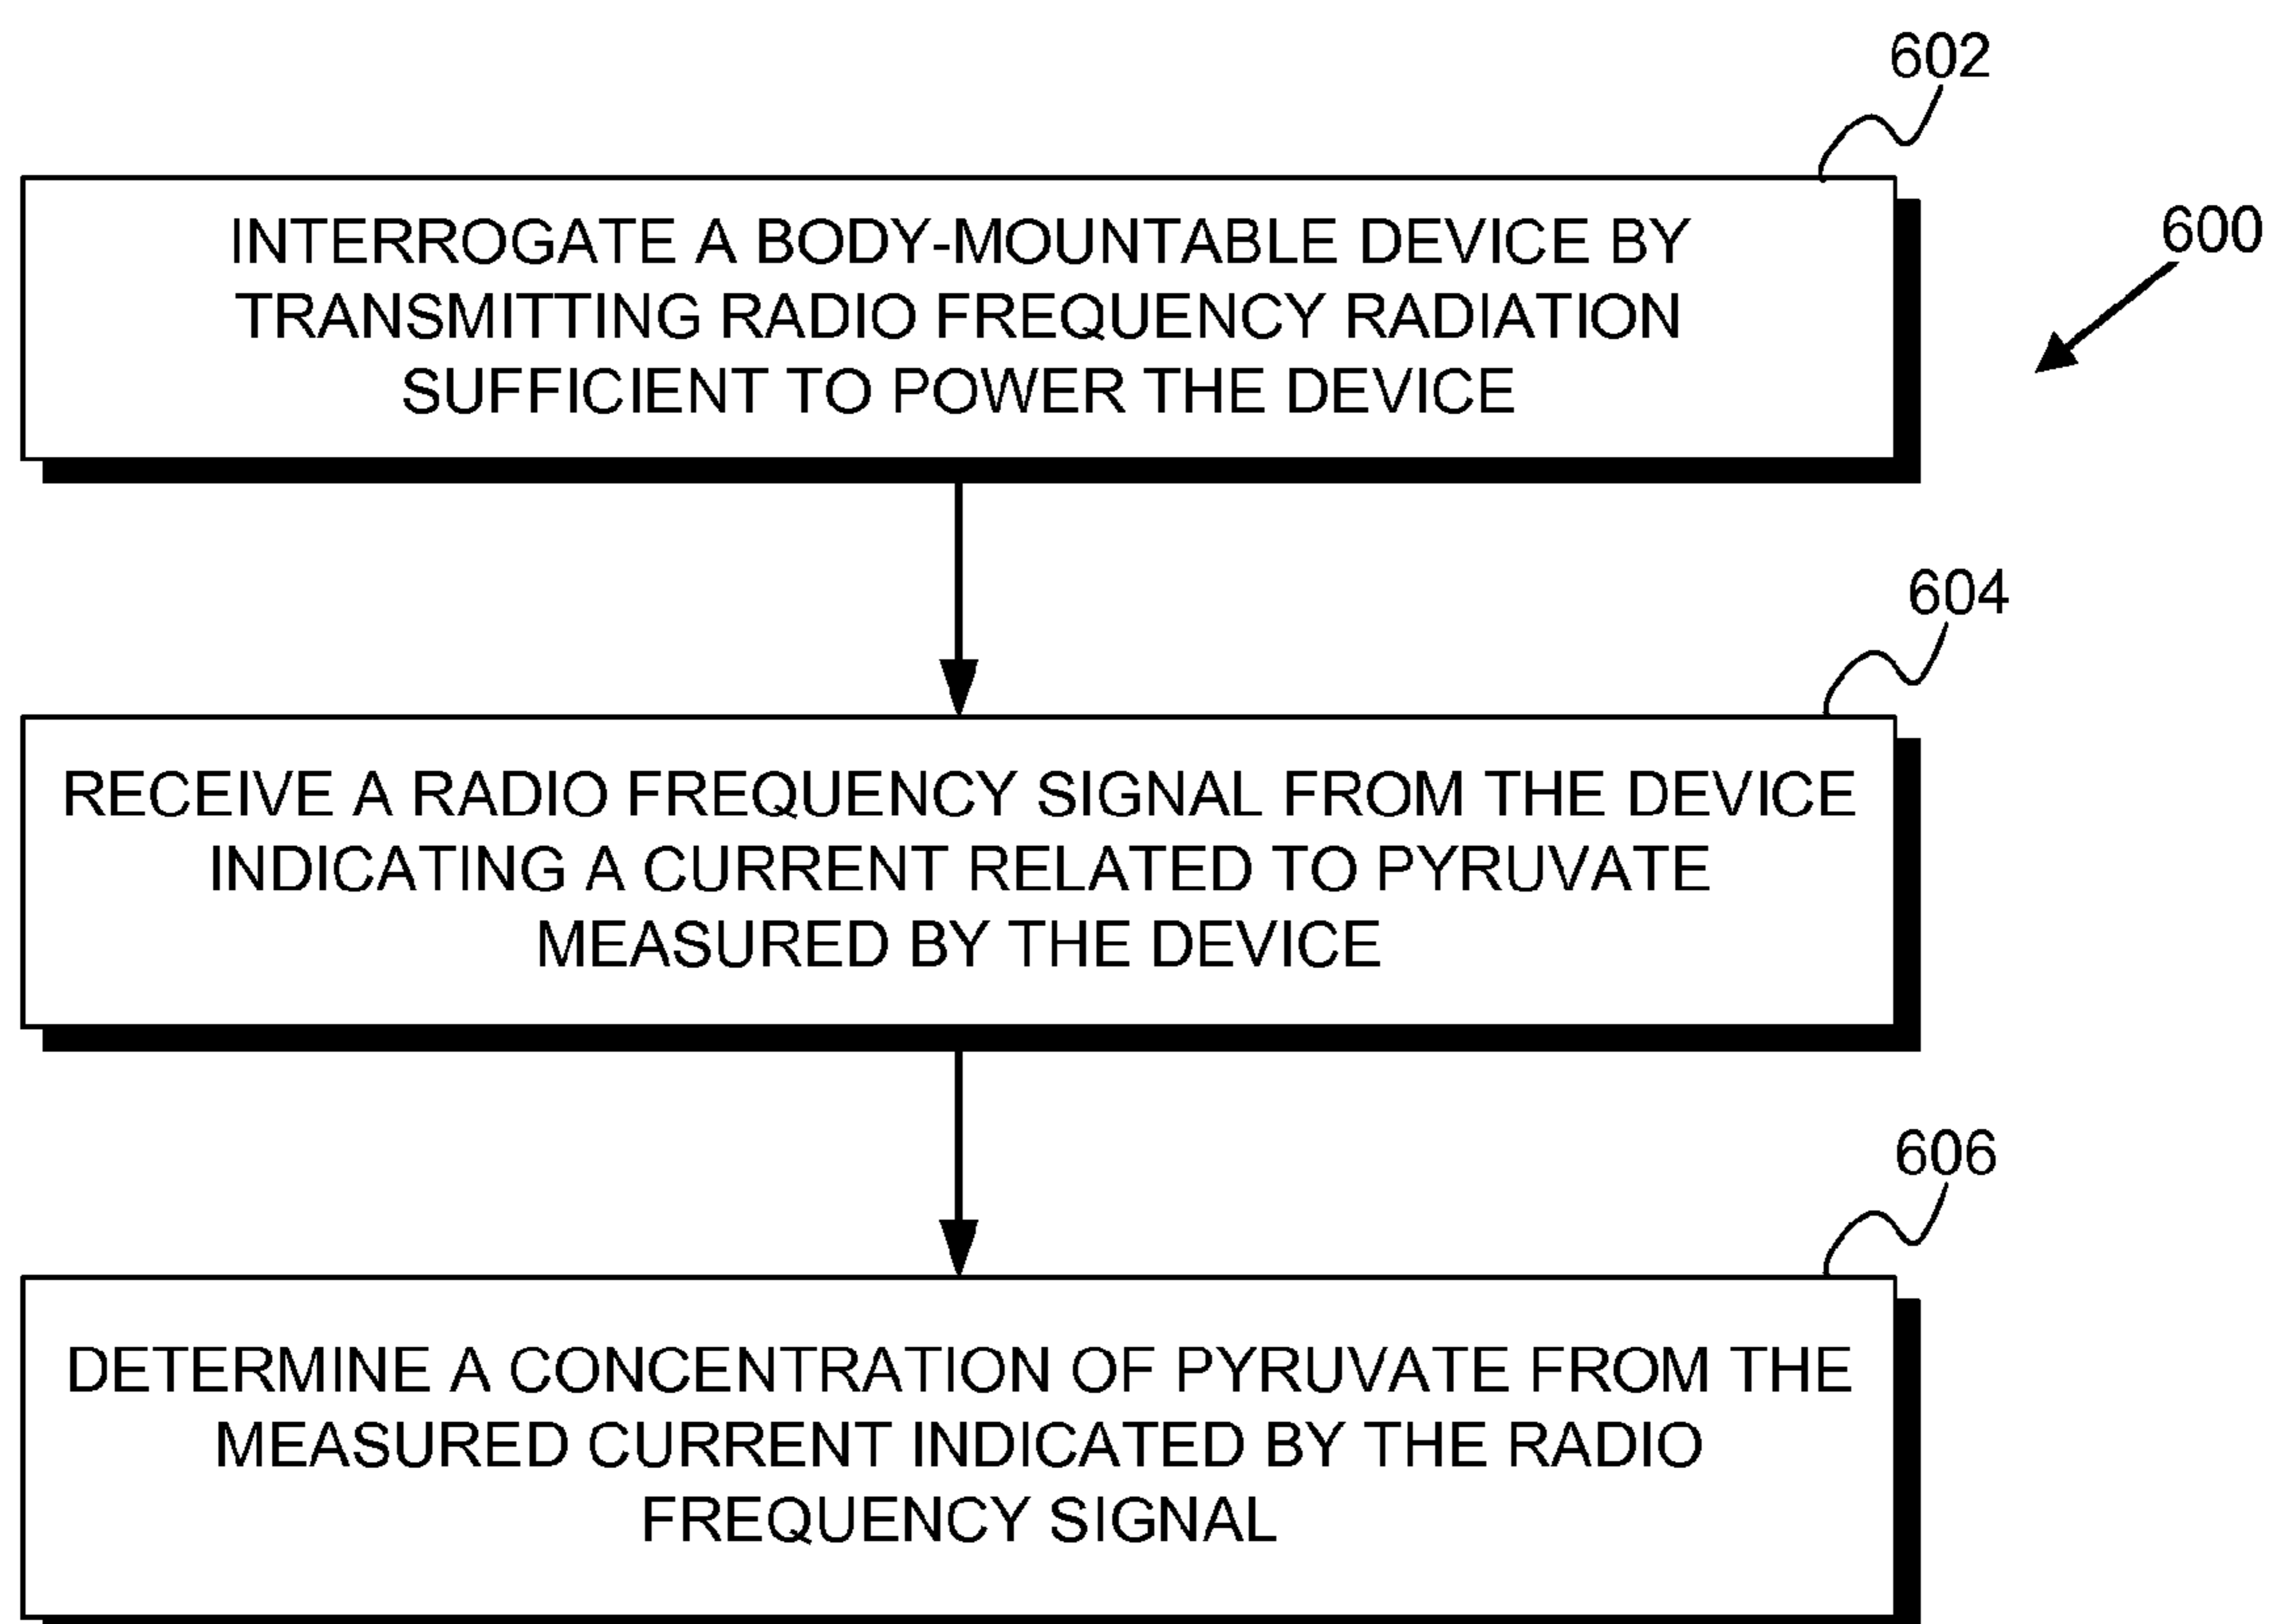 602
600
INTERROGATE A BODY-MOUNTABLE DEVICE BY
TRANSMITTING RADIO FREQUENCY RADIATION
SUFFICIENT TO POWER THE DEVICE
604
RECEIVE A RADIO FREQUENCY SIGNAL FROM THE DEVICE
INDICATING A CURRENT RELATED TO PYRUVATE
MEASURED BY THE DEVICE
606
DETERMINE A CONCENTRATION OF PYRUVATE FROM THE
MEASURED CURRENT INDICATED BY THE RADIO
FREQUENCY SIGNAL